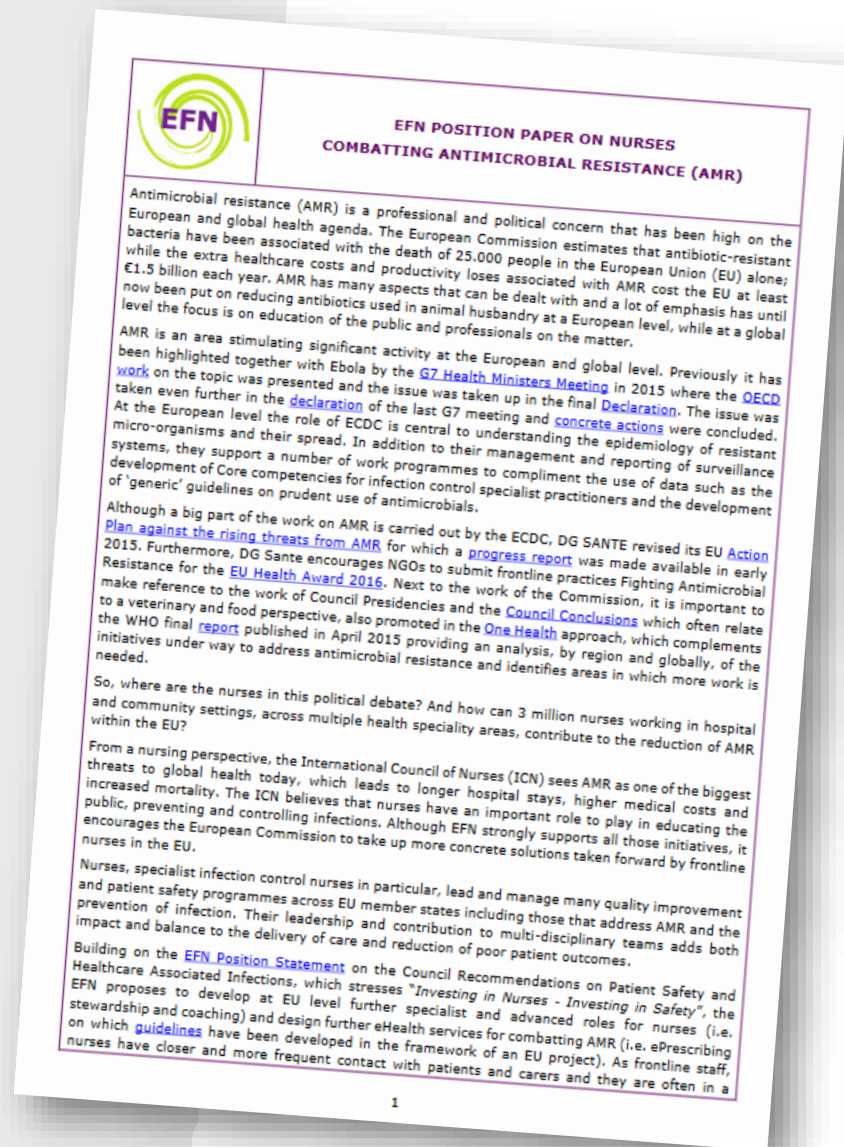 EFN
EFN POSITION PAPER ON NURSES
COMBATTING ANTIMICROBIAL RESISTANCE (AMR)
Antimicrobial resistance (AMR) is a professional and political concern that has been high on the
European and global health agenda. The European Commission estimates that antibiotic-resistant
bacteria have been associated with the death of 25.000 people in the European Union (EU) alone;
while the extra healthcare costs and productivity loses associated with AMR cost the EU at least
€1.5 billion each year. AMR has many aspects that can be dealt with and a lot of emphasis has until
now been put on reducing antibiotics used in animal husbandry at a European level, while at a global
level the focus is on education of the public and professionals on the matter.
AMR is an area stimulating significant activity at the European and global level. Previously it has
been highlighted together with Ebola by the G7 Health Ministers Meeting in 2015 where the OECD
work on the topic was presented and the issue was taken up in the final Declaration. The issue was
taken even further in the declaration of the last G7 meeting and concrete actions were concluded.
At the European level the role of ECDC is central to understanding the epidemiology of resistant
micro-organisms and their spread. In addition to their management and reporting of surveillance
systems, they support a number of work programmes to compliment the use of data such as the
development of Core competencies for infection control specialist practitioners and the development
of 'generic' guidelines on prudent use of antimicrobials.
Although a big part of the work on AMR is carried out by the ECDC, DG SANTE revised its EU Action
Plan against the rising threats from AMR for which a progress report was made available in early
2015. Furthermore, DG Sante encourages NGOs to submit frontline practices Fighting Antimicrobial
Resistance for the EU Health Award 2016. Next to the work of the Commission, it is important to
make reference to the work of Council Presidencies and the Council Conclusions which often relate
to a veterinary and food perspective, also promoted in the One Health approach, which complements
the WHO final report published in April 2015 providing an analysis, by region and globally, of the
initiatives under way to address antimicrobial resistance and identifies areas in which more work is
needed.
So, where are the nurses in this political debate? And how can 3 million nurses working in hospital
and community settings, across multiple health speciality areas, contribute to the reduction of AMR
within the EU?
From a nursing perspective, the International Council of Nurses (ICN) sees AMR as one of the biggest
threats to global health today, which leads to longer hospital stays, higher medical costs and
increased mortality. The ICN believes that nurses have an important role to play in educating the
public, preventing and controlling infections. Although EFN strongly supports all those initiatives, it
encourages the European Commission to take up more concrete solutions taken forward by frontline
nurses in the EU.
Nurses, specialist infection control nurses in particular, lead and manage many quality improvement
and patient safety programmes across EU member states including those that address AMR and the
prevention of infection. Their leadership and contribution to multi-disciplinary teams adds both
impact and balance to the delivery of care and reduction of poor patient outcomes.
Building on the EFN Position Statement on the Council Recommendations on Patient Safety and
Healthcare Associated Infections, which stresses "Investing in Nurses - Investing in Safety", the
EFN proposes to develop at EU level further specialist and advanced roles for nurses (i.e.
stewardship and coaching) and design further eHealth services for combatting AMR (i.e. ePrescribing
on which guidelines have been developed in the framework of an EU project). As frontline staff,
nurses have closer and more frequent contact with patients and carers and they are often in a
1